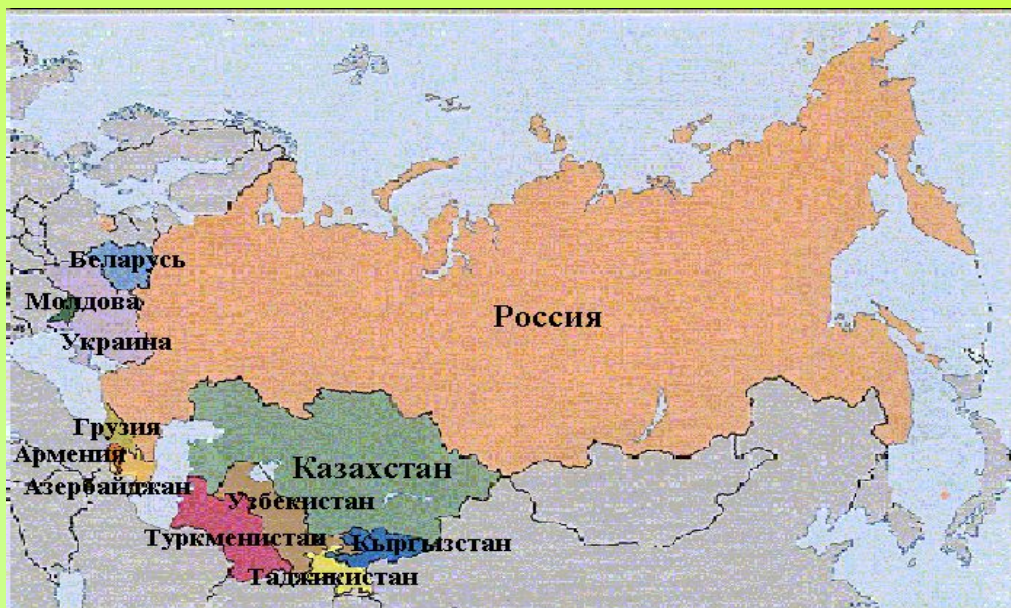 Беларусь
Молдова
Россия
Украина
Грузия
Армения
Казахстан
Азербайджан
Узбекистан
Туркменистан
Кыргызстан
Таджикистан